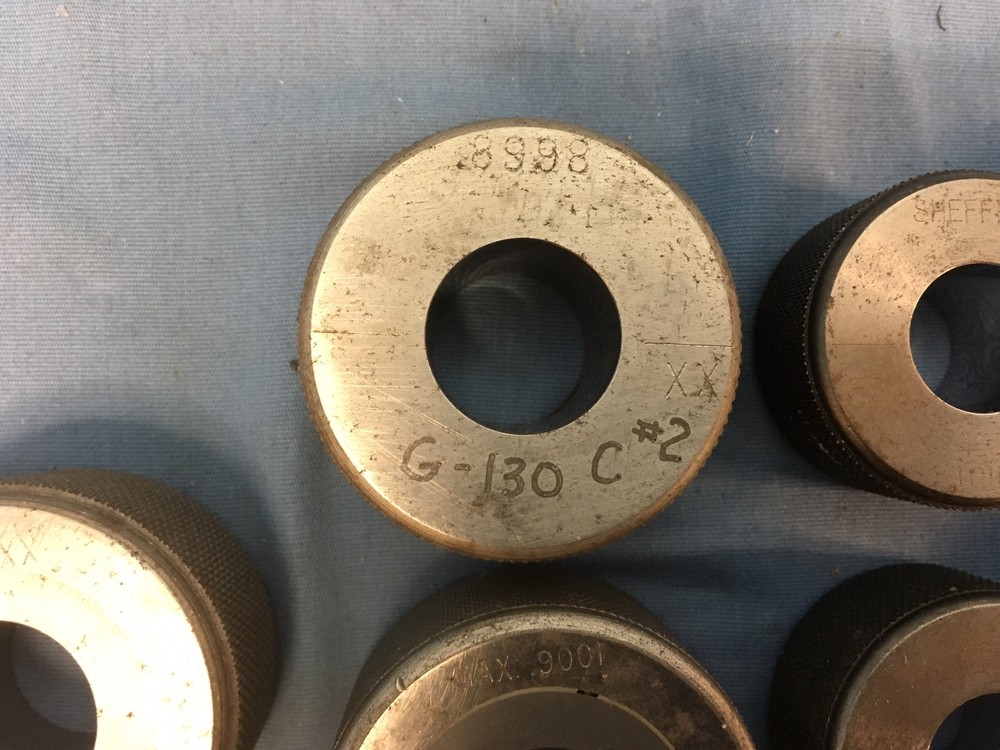 .8998
XX
G-130 C #2
SHEFF
XX
MAX. .9001